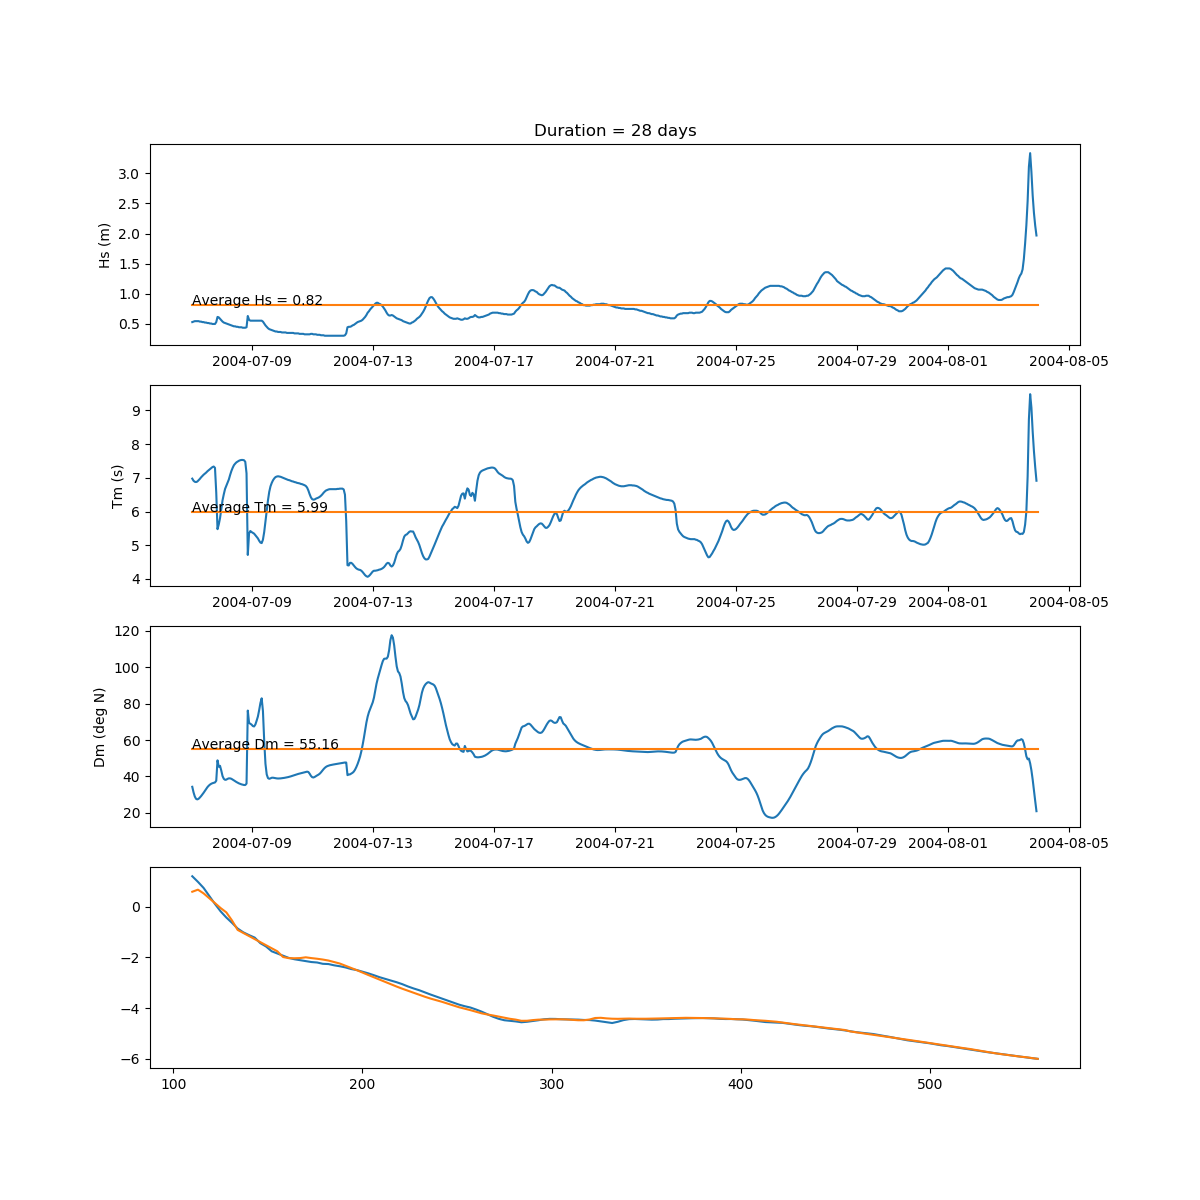 Duration = 28 days
3.0
2.5
2.0
1.5
1.0
0.5
Hs (m)
Average Hs = 0.82
2004-07-09 2004-07-13 2004-07-17 2004-07-21 2004-07-25 2004-07-29 2004-08-01 2004-08-05
9
8
7
6
5
4
Tm (s)
Average Tm = 5.99
2004-07-09 2004-07-13 2004-07-17 2004-07-21 2004-07-25 2004-07-29 2004-08-01 2004-08-05
120
100
80
60
40
20
Dm (deg N)
Average Dm = 55.16
2004-07-09 2004-07-13 2004-07-17 2004-07-21 2004-07-25 2004-07-29 2004-08-01 2004-08-05
0
−2
−4
−6
100 200 300 400 500